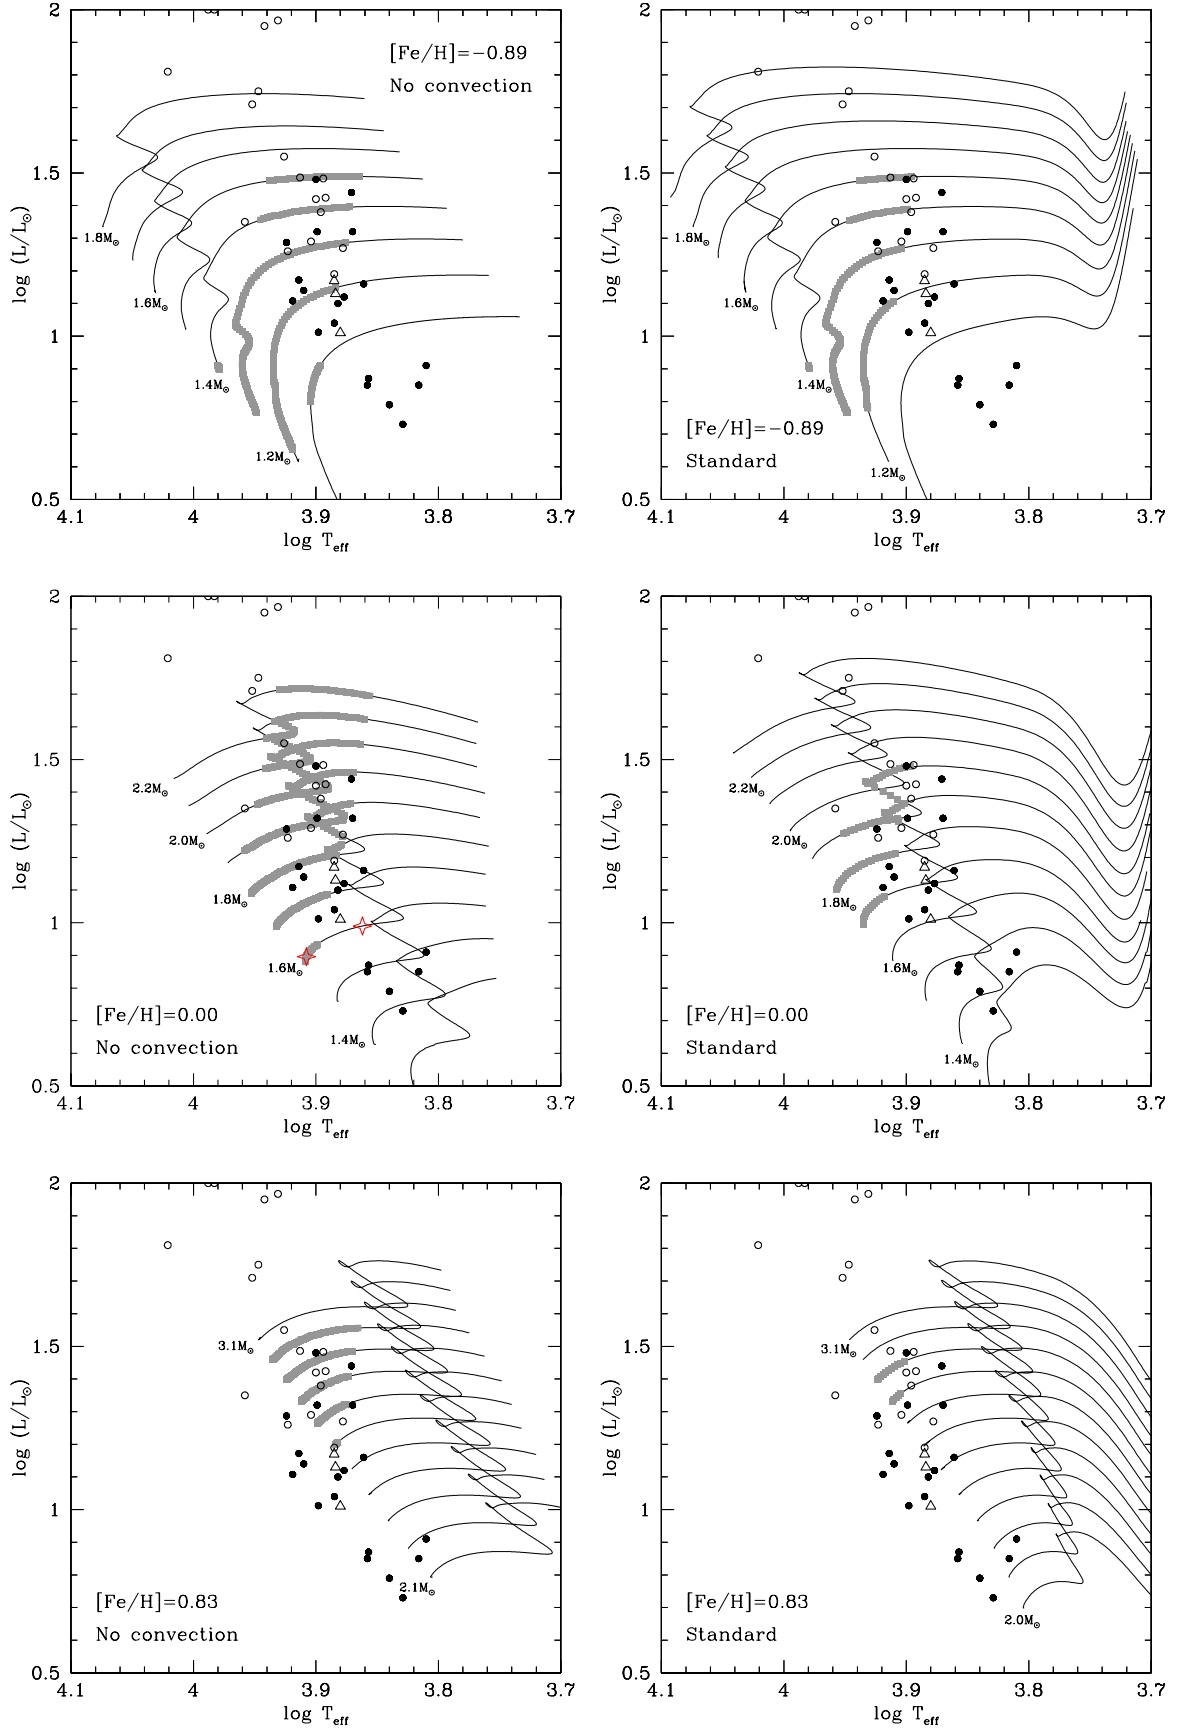 2
[Fe/H]=−0.89
No convection
1.5
1.8M⊙
1.6M⊙
1
1.4M⊙
1.2M⊙
0.5
4.1 4 3.9 3.8 3.7
log T_eff
log (L/L⊙)
2
1.5
1.8M⊙
1.6M⊙
1
1.4M⊙
[Fe/H]=−0.89
Standard
1.2M⊙
0.5
4.1 4 3.9 3.8 3.7
log T_eff
log (L/L⊙)
2
1.5
2.2M⊙
2.0M⊙
1.8M⊙
1
1.6M⊙
[Fe/H]=0.00
No convection
1.4M⊙
0.5
4.1 4 3.9 3.8 3.7
log T_eff
log (L/L⊙)
2
1.5
2.2M⊙
2.0M⊙
1.8M⊙
1
1.6M⊙
[Fe/H]=0.00
Standard
1.4M⊙
0.5
4.1 4 3.9 3.8 3.7
log T_eff
log (L/L⊙)
2
1.5
3.1M⊙
1
2.1M⊙
[Fe/H]=0.83
No convection
0.5
4.1 4 3.9 3.8 3.7
log T_eff
log (L/L⊙)
2
1.5
3.1M⊙
1
[Fe/H]=0.83
2.0M⊙
Standard
0.5
4.1 4 3.9 3.8 3.7
log T_eff
log (L/L⊙)